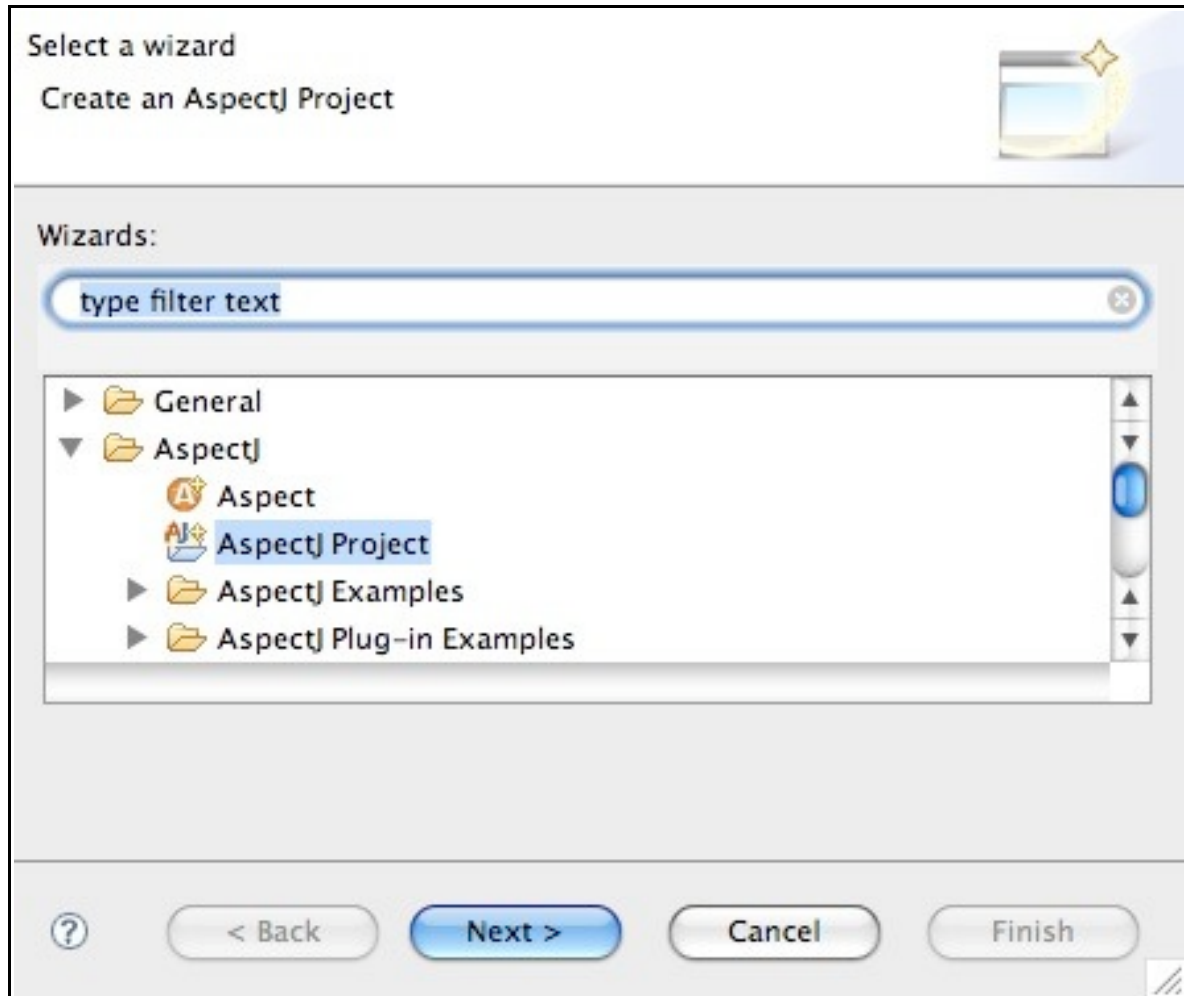 Select a wizard
Create an AspectJ Project
Wizards:
type filter text
General
AspectJ
Aspect
AspectJ Project
AspectJ Examples
AspectJ Plug-in Examples
? < Back Next > Cancel Finish